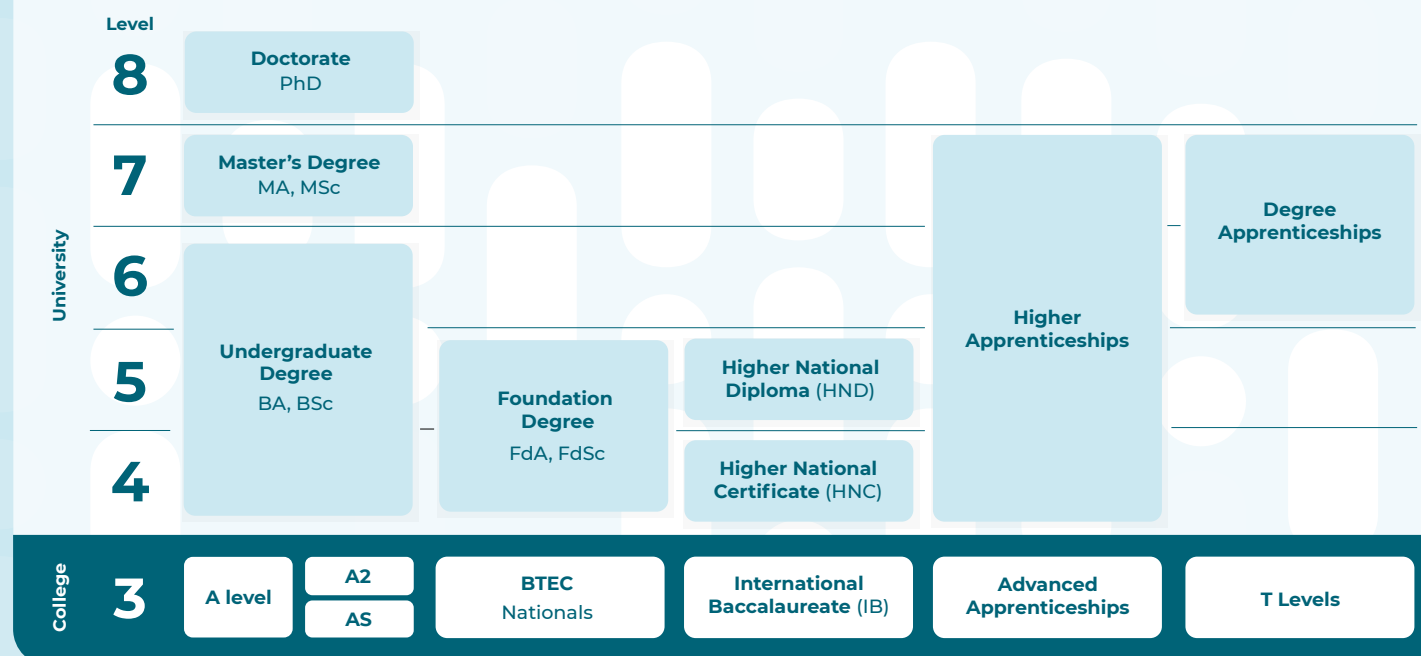 Level
8
Doctorate
PhD
7
Master’s Degree
MA, MSc
Degree
Apprenticeships
University
6
Undergraduate
Degree
BA, BSc
Higher
Apprenticeships
5
Foundation
Degree
FdA, FdSc
Higher National
Diploma (HND)
4
Higher National
Certificate (HNC)
College
3
A level
A2
AS
BTEC
Nationals
International
Baccalaureate (IB)
Advanced
Apprenticeships
T Levels